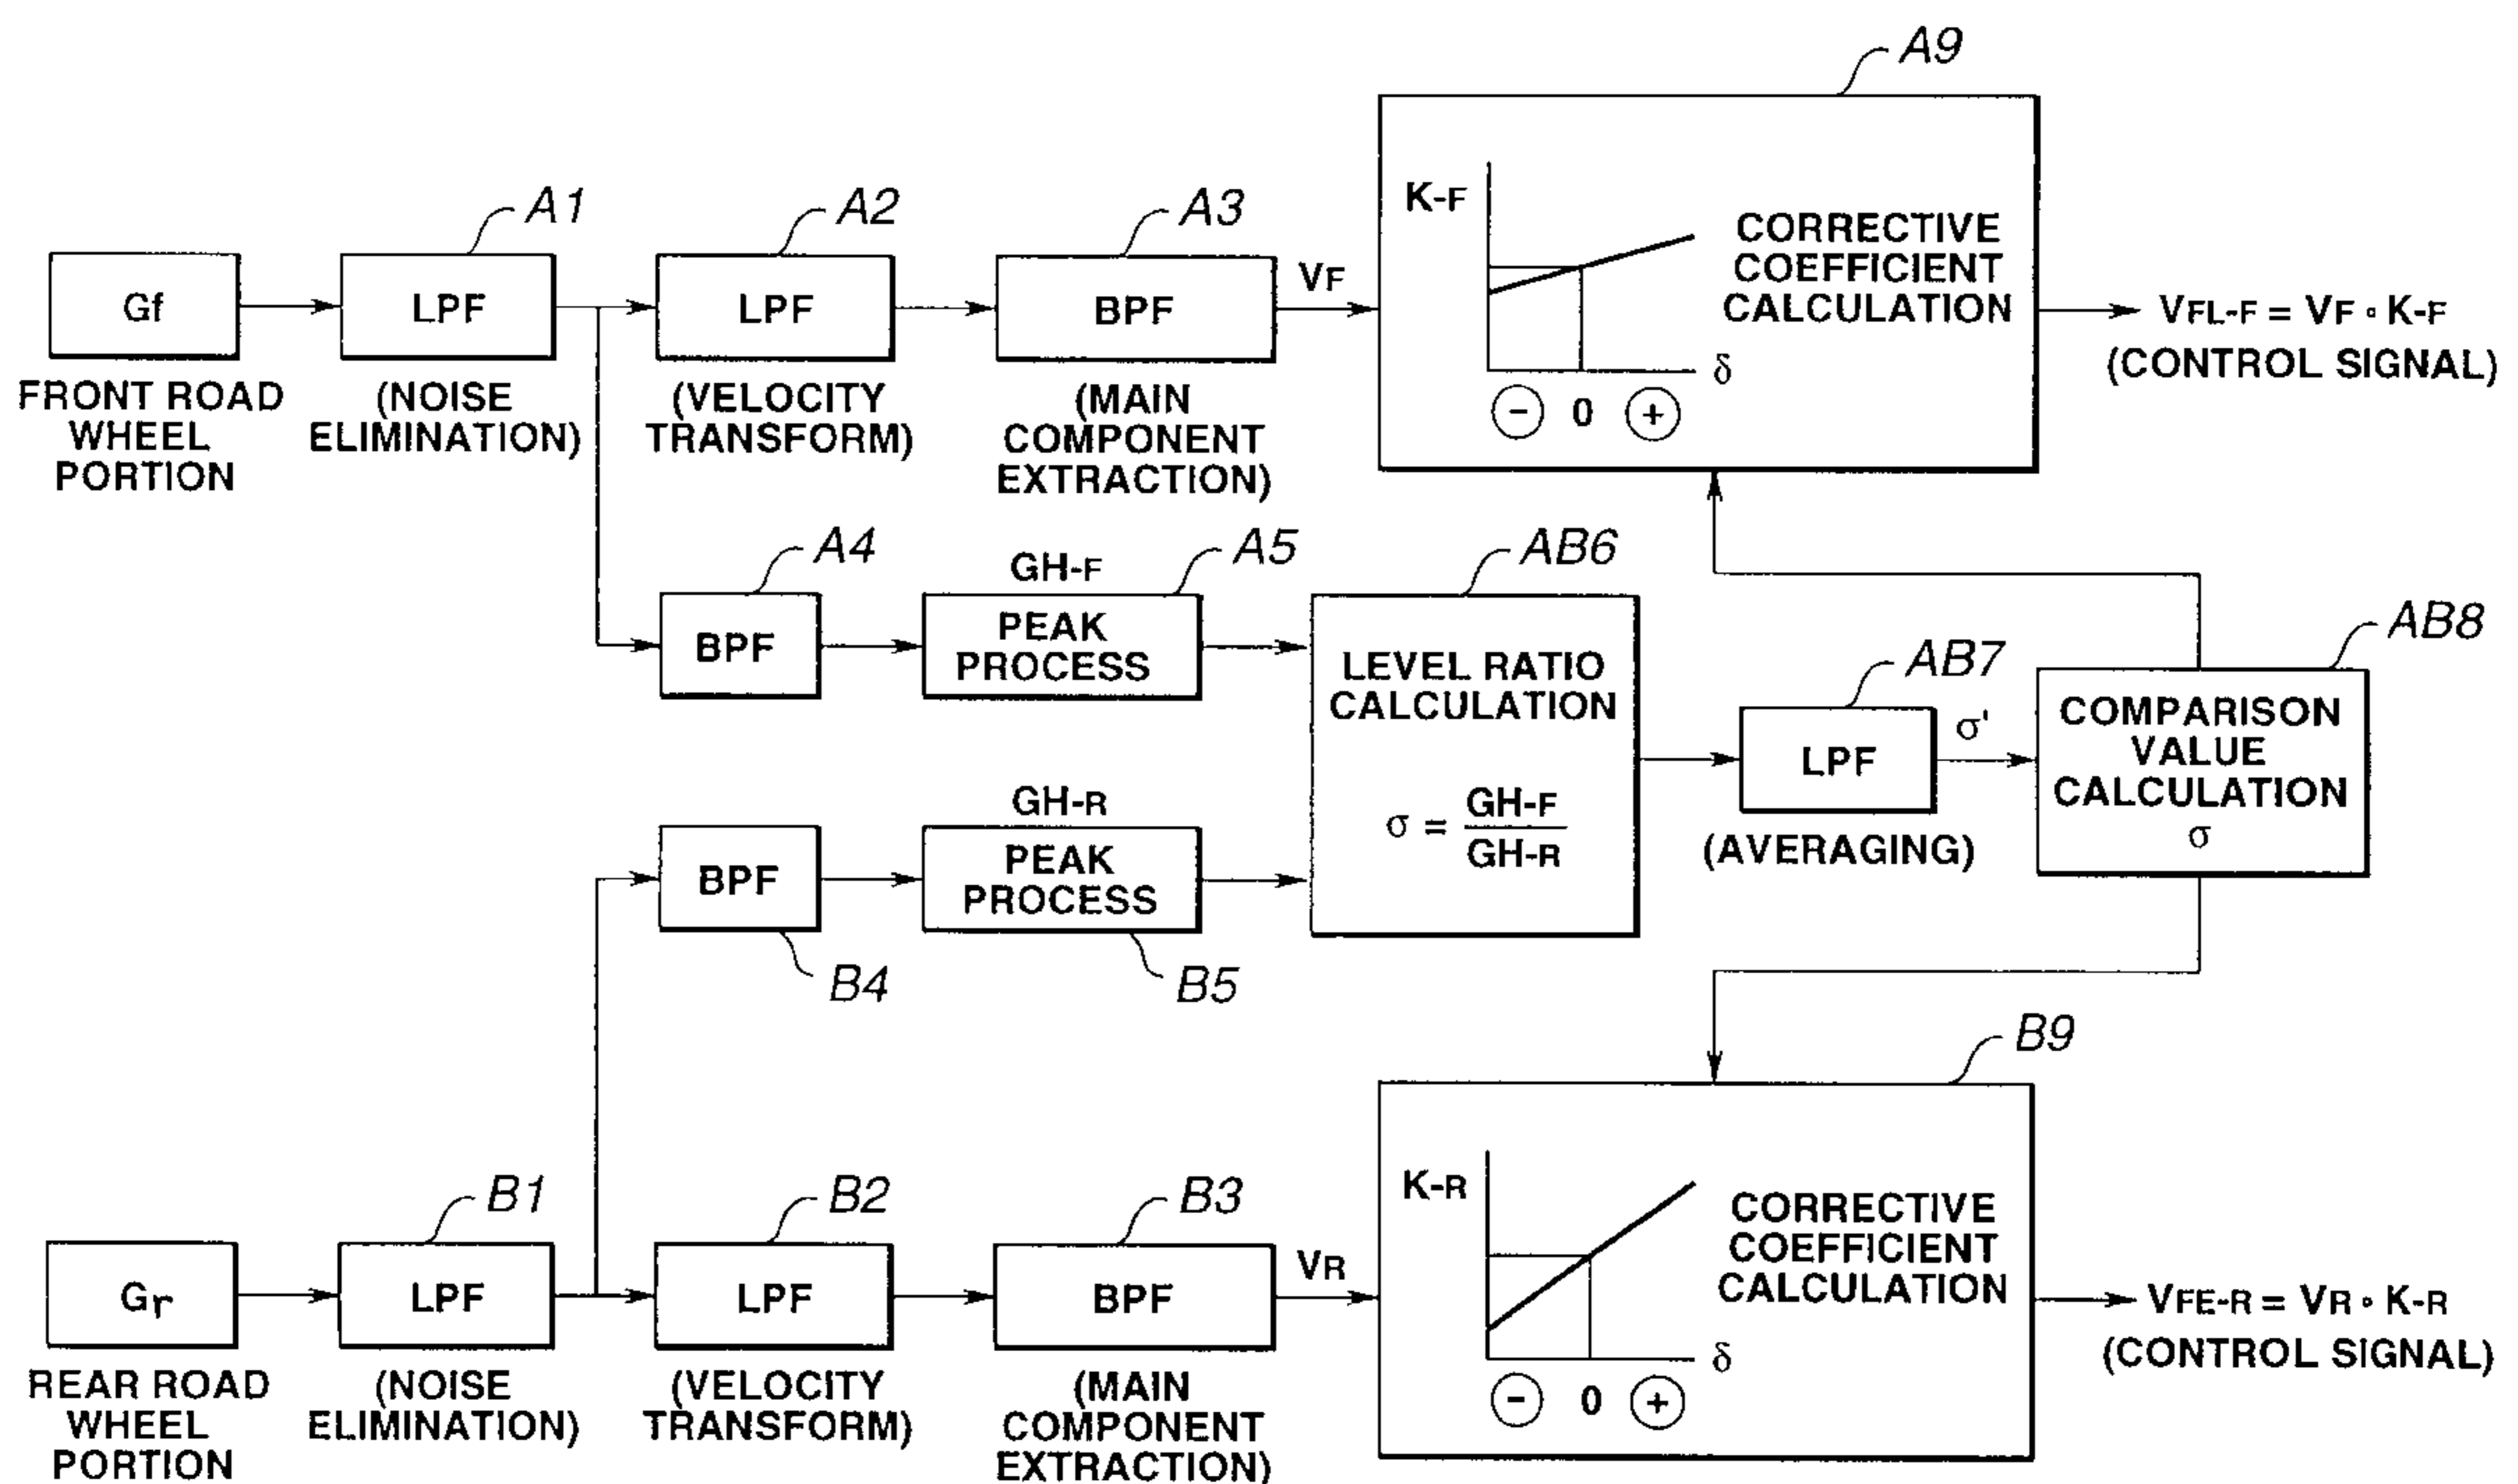 A9
A1
A2
A3
K-F
CORRECTIVE
COEFFICIENT
CALCULATION
Gf
LPF
LPF
BPF
VF
VFL-F = VF · K-F
(CONTROL SIGNAL)
δ
- 0 +
FRONT ROAD
WHEEL
PORTION
(NOISE
ELIMINATION)
(VELOCITY
TRANSFORM)
(MAIN
COMPONENT
EXTRACTION)
A4
GH-F
A5
AB6
BPF
PEAK
PROCESS
LEVEL RATIO
CALCULATION
σ = GH-F
GH-R
AB7
AB8
LPF
σ'
(AVERAGING)
COMPARISON
VALUE
CALCULATION
σ
GH-R
BPF
PEAK
PROCESS
B4
B5
B9
B1
B2
B3
K-R
CORRECTIVE
COEFFICIENT
CALCULATION
Gr
LPF
LPF
BPF
VR
VFE-R = VR · K-R
(CONTROL SIGNAL)
δ
- 0 +
REAR ROAD
WHEEL
PORTION
(NOISE
ELIMINATION)
(VELOCITY
TRANSFORM)
(MAIN
COMPONENT
EXTRACTION)